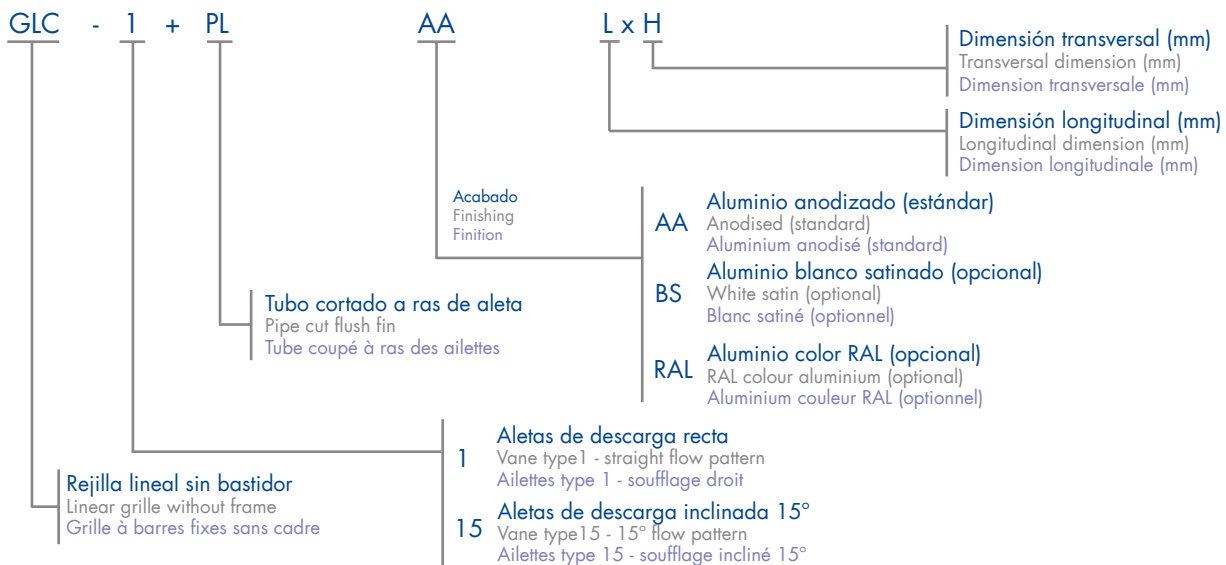 GLC - 1 + PL AA L x H
Dimensión transversal (mm)
Transversal dimension (mm)
Dimension transversale (mm)
Dimensión longitudinal (mm)
Longitudinal dimension (mm)
Dimension longitudinale (mm)
Acabado
Finishing
Finition
AA
Aluminio anodizado (estándar)
Anodised (standard)
Aluminium anodisé (standard)
BS
Aluminio blanco satinado (opcional)
White satin (optional)
Blanc satiné (optionnel)
RAL
Aluminio color RAL (opcional)
RAL colour aluminium (optional)
Aluminium couleur RAL (optionnel)
Tubo cortado a ras de aleta
Pipe cut flush fin
Tube coupé à ras des ailettes
1
Aletas de descarga recta
Vane type1 - straight flow pattern
Ailettes type 1 - soufflage droit
15
Aletas de descarga inclinada 15º
Vane type15 - 15º flow pattern
Ailettes type 15 - soufflage incliné 15º
Rejilla lineal sin bastidor
Linear grille without frame
Grille à barres fixes sans cadre